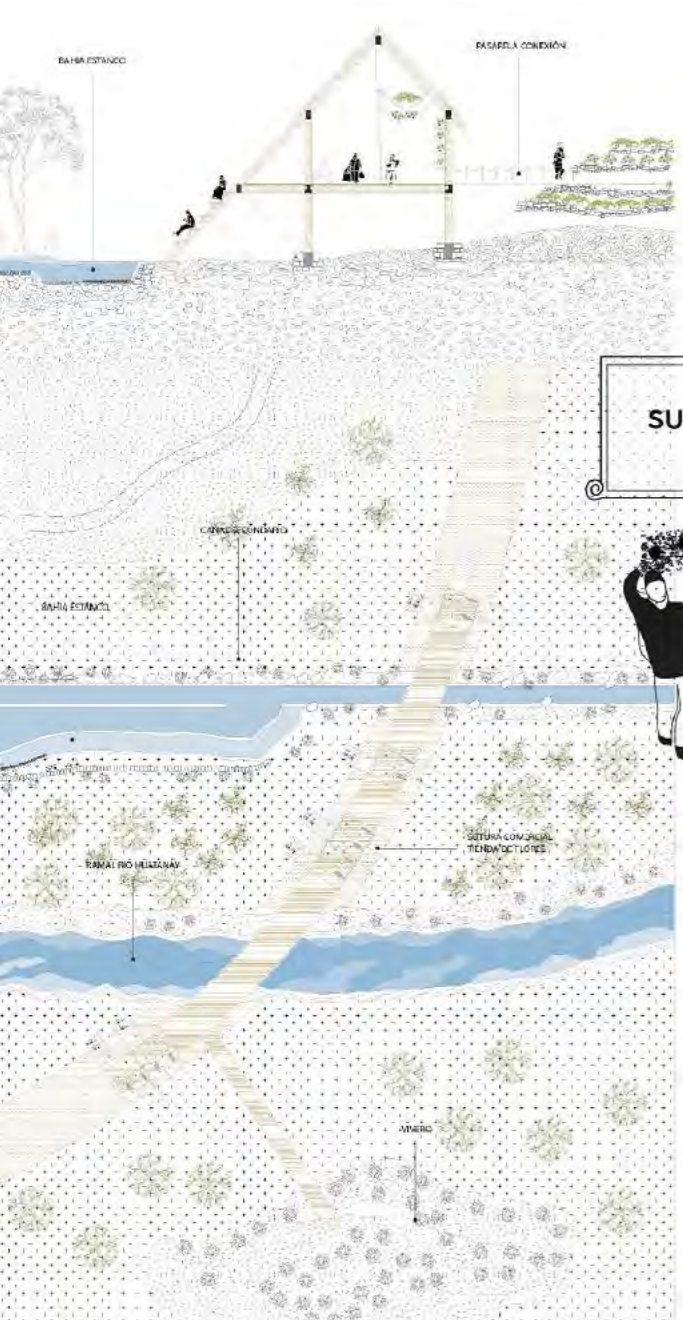 BAHIA ESTANCO
PASARELA CONEXIÓN
SU
CANAL SECUNDARIO
BAHIA ESTANCO
SUTURA COMERCIAL
TIENDA DE FLORES
RAMAL RIO HUATANAY
VIVERO